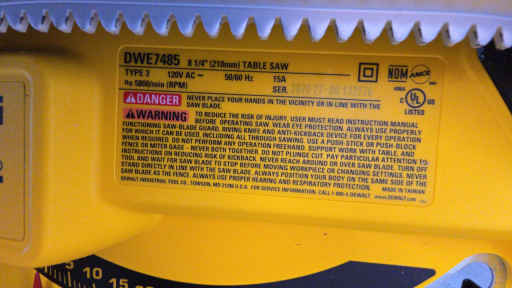 DWE7485 8 1/4" (210mm) TABLE SAW
TYPE 2 120V AC ~ 50/60 Hz 15A
n₀ 5800/min (RPM) SER.
NOM ANCE
C UL US
LISTED
DANGER NEVER PLACE YOUR HANDS IN THE VICINITY OR IN LINE WITH THE
SAW BLADE.
WARNING TO REDUCE THE RISK OF INJURY, USER MUST READ INSTRUCTION MANUAL
BEFORE OPERATING SAW. WEAR EYE PROTECTION. ALWAYS USE PROPERLY
FUNCTIONING SAW-BLADE GUARD, RIVING KNIFE AND ANTI-KICKBACK DEVICE FOR EVERY OPERATION
FOR WHICH IT CAN BE USED, INCLUDING ALL THROUGH SAWING. USE A PUSH-STICK OR PUSH-BLOCK
WHEN REQUIRED. DO NOT PERFORM ANY OPERATION FREEHAND. SUPPORT WORK WITH TABLE, AND
FENCE OR MITER GAGE – NEVER BOTH TOGETHER. DO NOT PLUNGE CUT. PAY PARTICULAR ATTENTION TO
INSTRUCTIONS ON REDUCING RISK OF KICKBACK. NEVER REACH AROUND OR OVER SAW BLADE. TURN OFF
TOOL AND WAIT FOR SAW BLADE TO STOP BEFORE MOVING WORKPIECE OR CHANGING SETTINGS. NEVER
STAND DIRECTLY IN LINE WITH THE SAW BLADE. ALWAYS POSITION YOUR BODY ON THE SAME SIDE OF THE
SAW BLADE AS THE FENCE. ALWAYS USE PROPER HEARING AND RESPIRATORY PROTECTION.
MADE IN TAIWAN
DEWALT INDUSTRIAL TOOL CO., TOWSON, MD 21286 U.S.A. FOR SERVICE INFORMATION, CALL 1-800-4-DEWALT www.DEWALT.com
5 10 15